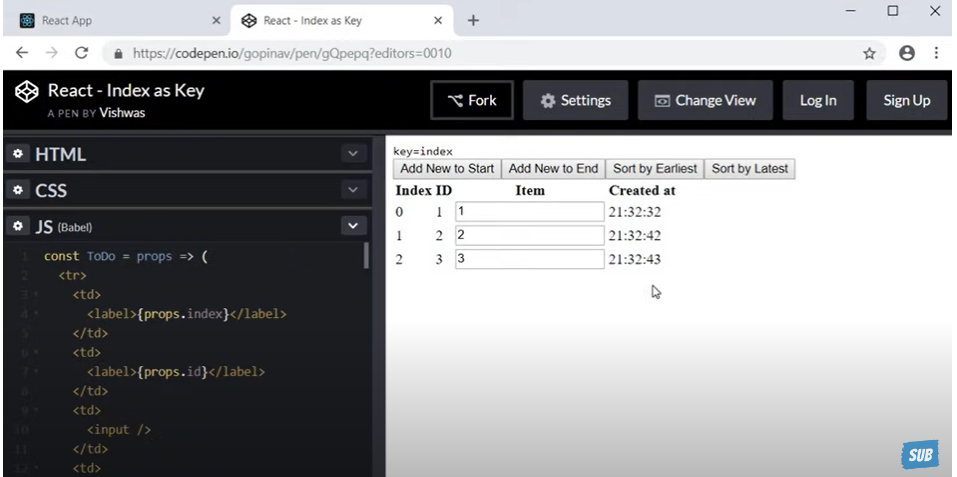 React App
React - Index as Key
https://codepen.io/gopinav/pen/gQpepq?editors=0010
React - Index as Key
A PEN BY Vishwas
Fork
Settings
Change View
Log In
Sign Up
HTML
CSS
JS (Babel)
1 const ToDo = props => (
2 <tr>
3 <td>
4 <label>{props.index}</label>
5 </td>
6 <td>
7 <label>{props.id}</label>
8 </td>
9 <td>
10 <input />
11 </td>
12 <td>
key=index
Add New to Start Add New to End Sort by Earliest Sort by Latest
Index ID Item Created at
0 1 1 21:32:32
1 2 2 21:32:42
2 3 3 21:32:43
SUB